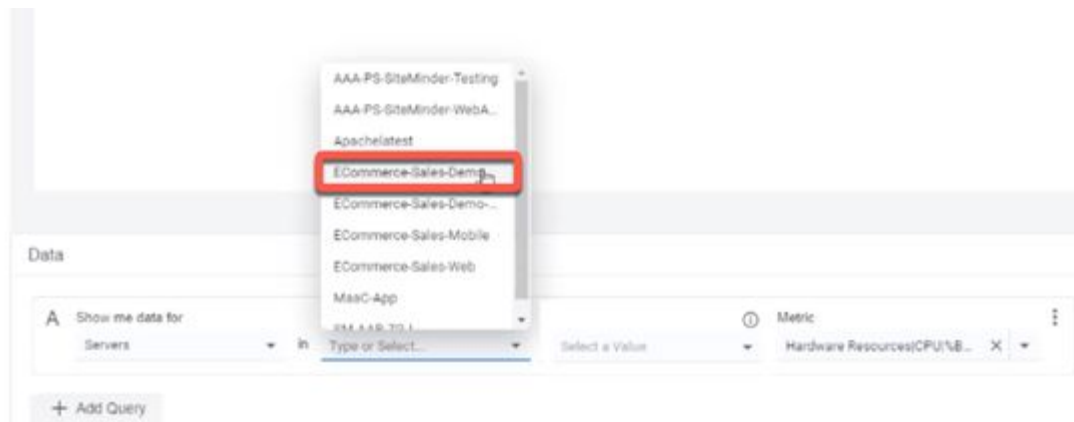 AAA-PS-SiteMinder-Testing
AAA-PS-SiteMinder-WebA...
Apachelatest
ECommerce-Sales-Demo
ECommerce-Sales-Demo-...
ECommerce-Sales-Mobile
ECommerce-Sales-Web
MaaC-App
Data
A Show me data for
Metric
Servers in Type or Select... Select a Value Hardware Resources|CPU|%B...
+ Add Query